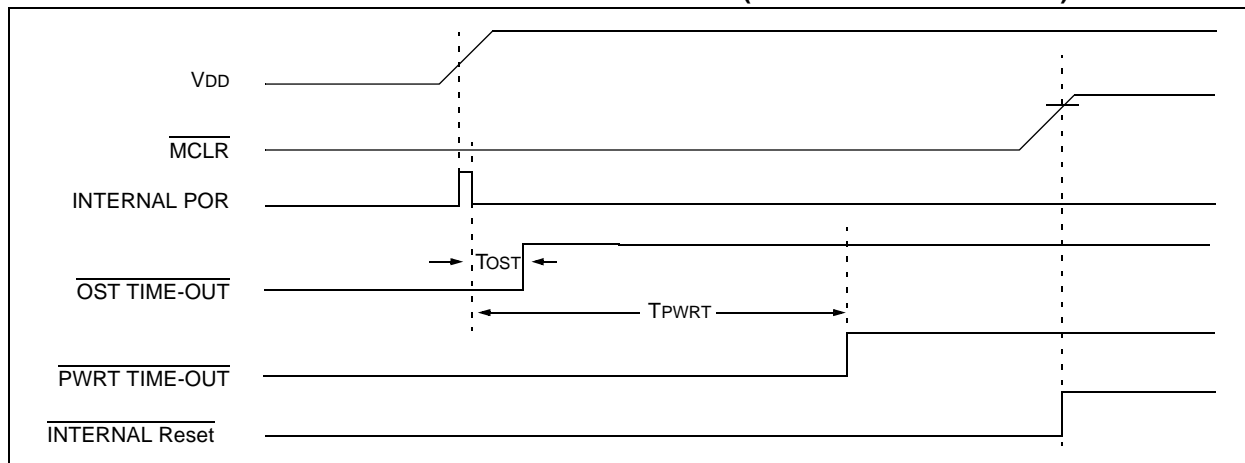 VDD
MCLR
INTERNAL POR
TOST
OST TIME-OUT
TPWRT
PWRT TIME-OUT
INTERNAL Reset